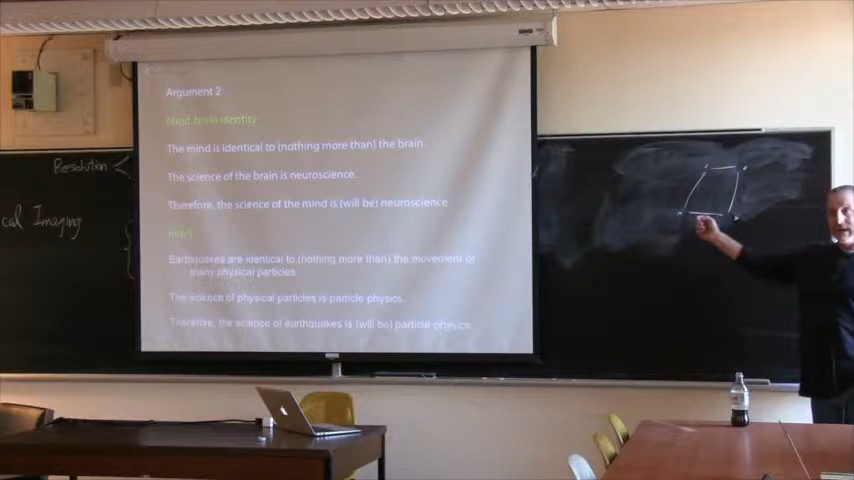 Resolution
cal Imaging
Argument 2
Mind-brain identity
The mind is identical to (nothing more than) the brain
The science of the brain is neuroscience.
Therefore, the science of the mind is (will be) neuroscience.
Reply
Earthquakes are identical to (nothing more than) the movement of
many physical particles.
The science of physical particles is particle physics.
Therefore, the science of earthquakes is (will be) particle physics.